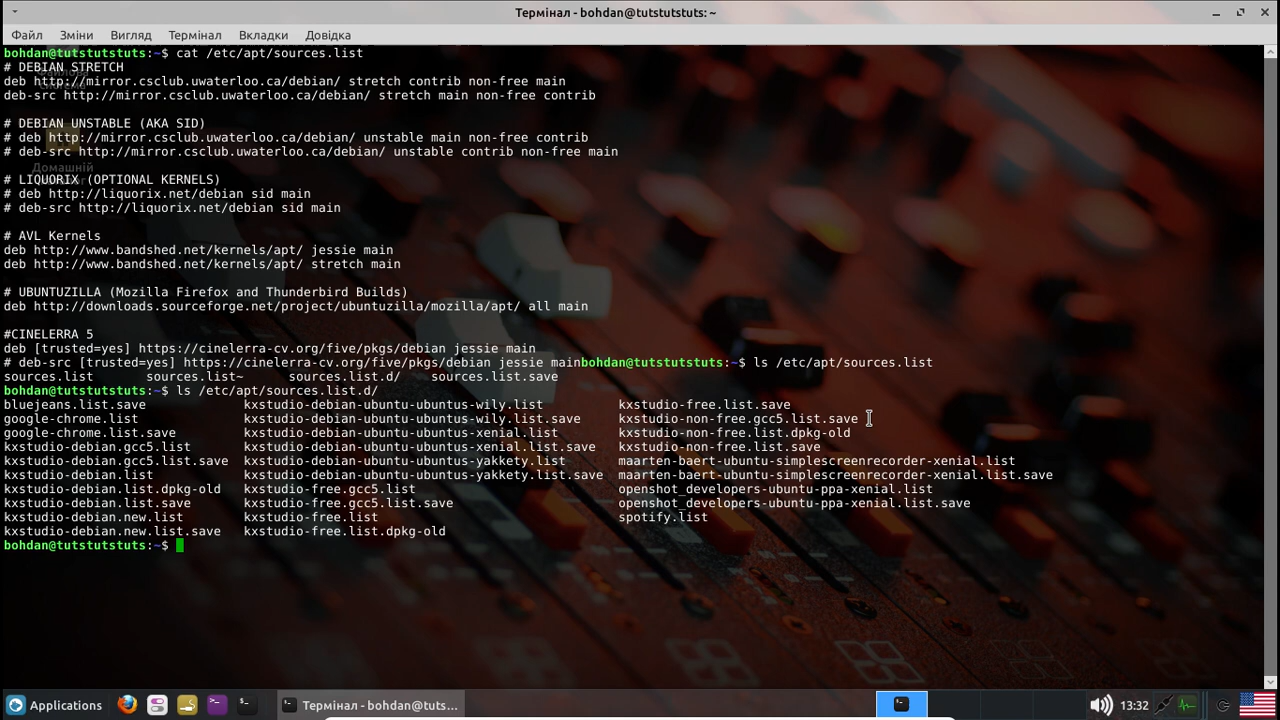 Термінал - bohdan@tutstutstuts: ~
Файл Зміни Вигляд Термінал Вкладки Довідка
bohdan@tutstutstuts:~$ cat /etc/apt/sources.list
# DEBIAN STRETCH
deb http://mirror.csclub.uwaterloo.ca/debian/ stretch contrib non-free main
deb-src http://mirror.csclub.uwaterloo.ca/debian/ stretch main non-free contrib
# DEBIAN UNSTABLE (AKA SID)
# deb http://mirror.csclub.uwaterloo.ca/debian/ unstable main non-free contrib
# deb-src http://mirror.csclub.uwaterloo.ca/debian/ unstable contrib non-free main
Домашній
# LIQUORIX (OPTIONAL KERNELS)
# deb http://liquorix.net/debian sid main
# deb-src http://liquorix.net/debian sid main
# AVL Kernels
deb http://www.bandshed.net/kernels/apt/ jessie main
deb http://www.bandshed.net/kernels/apt/ stretch main
# UBUNTUZILLA (Mozilla Firefox and Thunderbird Builds)
deb http://downloads.sourceforge.net/project/ubuntuzilla/mozilla/apt/ all main
#CINELERRA 5
deb [trusted=yes] https://cinelerra-cv.org/five/pkgs/debian jessie main
# deb-src [trusted=yes] https://cinelerra-cv.org/five/pkgs/debian jessie mainbohdan@tutstutstuts:~$ ls /etc/apt/sources.list
sources.list sources.list~ sources.list.d/ sources.list.save
bohdan@tutstutstuts:~$ ls /etc/apt/sources.list.d/
bluejeans.list.save kxstudio-debian-ubuntu-ubuntus-wily.list kxstudio-free.list.save
google-chrome.list kxstudio-debian-ubuntu-ubuntus-wily.list.save kxstudio-non-free.gcc5.list.save
google-chrome.list.save kxstudio-debian-ubuntu-ubuntus-xenial.list kxstudio-non-free.list.dpkg-old
kxstudio-debian.gcc5.list kxstudio-debian-ubuntu-ubuntus-xenial.list.save kxstudio-non-free.list.save
kxstudio-debian.gcc5.list.save kxstudio-debian-ubuntu-ubuntus-yakkety.list maarten-baert-ubuntu-simplescreenrecorder-xenial.list
kxstudio-debian.list kxstudio-debian-ubuntu-ubuntus-yakkety.list.save maarten-baert-ubuntu-simplescreenrecorder-xenial.list.save
kxstudio-debian.list.dpkg-old kxstudio-free.gcc5.list openshot_developers-ubuntu-ppa-xenial.list
kxstudio-debian.list.save kxstudio-free.gcc5.list.save openshot_developers-ubuntu-ppa-xenial.list.save
kxstudio-debian.new.list kxstudio-free.list spotify.list
kxstudio-debian.new.list.save kxstudio-free.list.dpkg-old
bohdan@tutstutstuts:~$
Applications Термінал - bohdan@tuts... 13:32